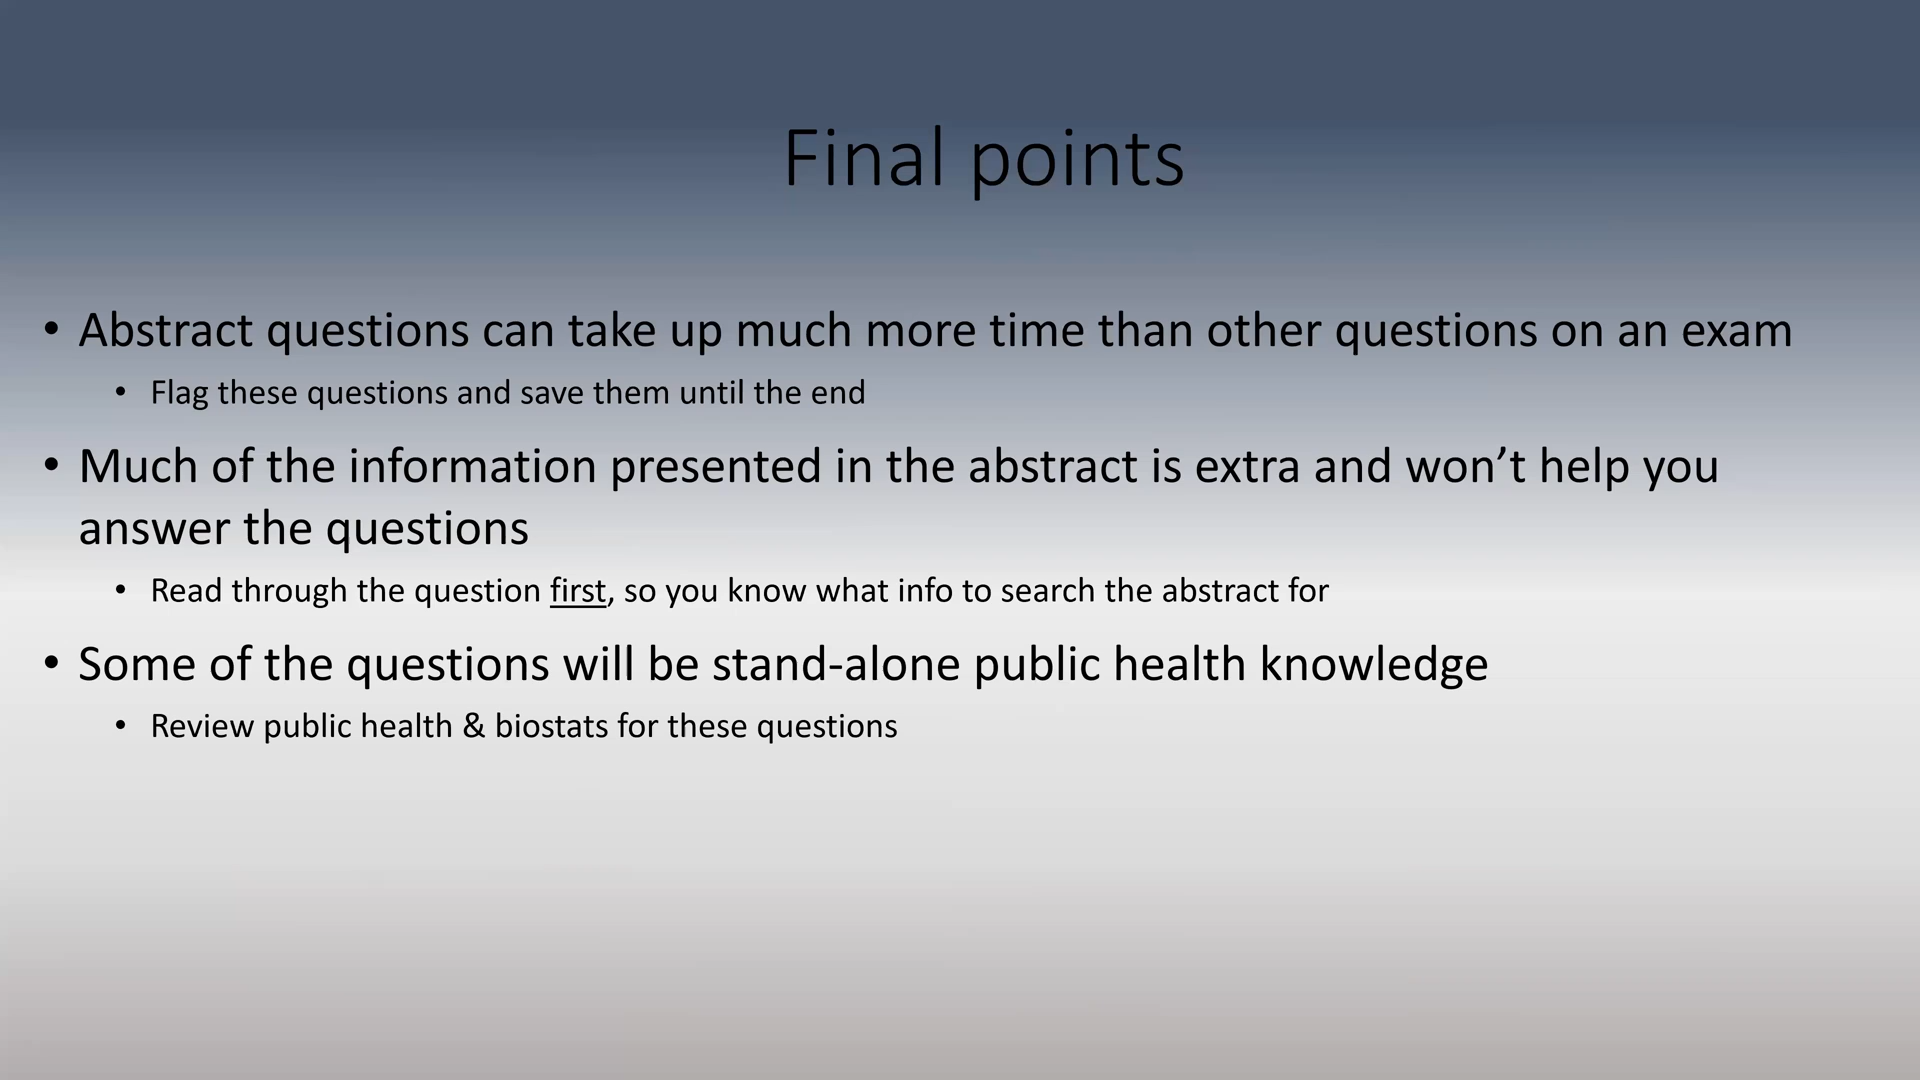 Final points
• Abstract questions can take up much more time than other questions on an exam
• Flag these questions and save them until the end
• Much of the information presented in the abstract is extra and won’t help you
answer the questions
• Read through the question first, so you know what info to search the abstract for
• Some of the questions will be stand-alone public health knowledge
• Review public health & biostats for these questions